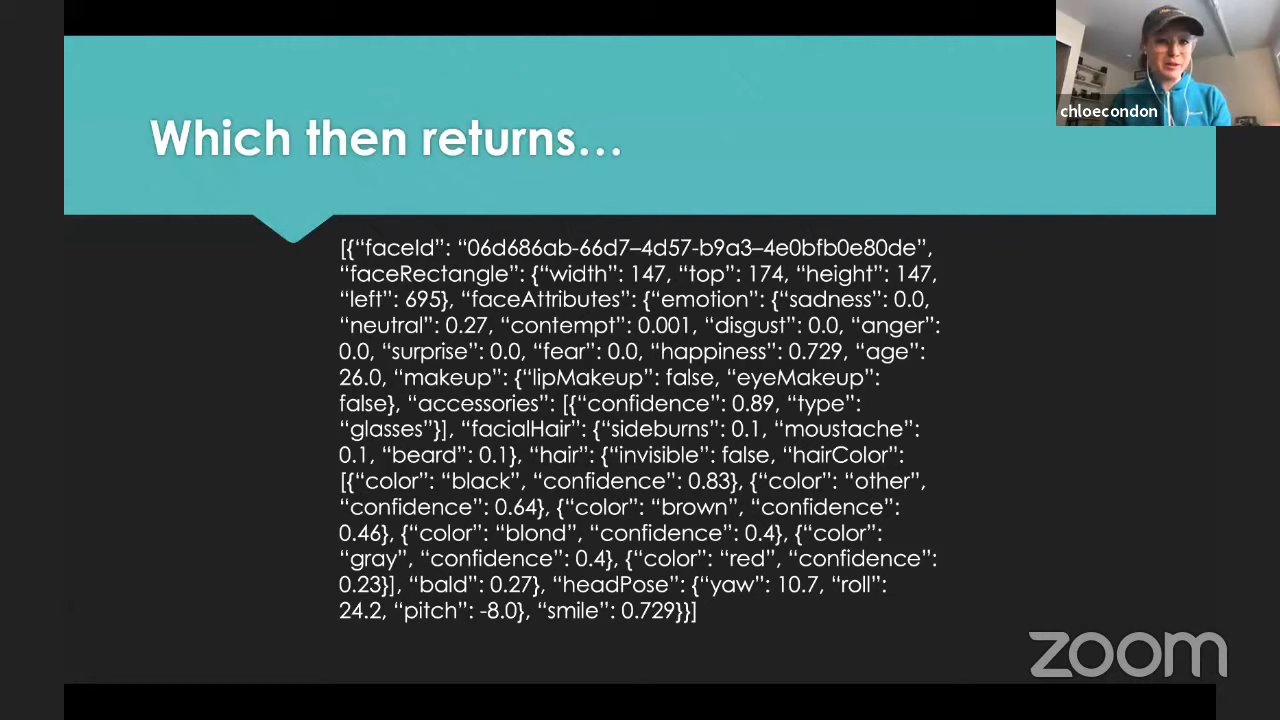 chloecondon
Which then returns…
[{“faceId”: “06d686ab-66d7–4d57-b9a3–4e0bfb0e80de”,
“faceRectangle”: {“width”: 147, “top”: 174, “height”: 147,
“left”: 695}, “faceAttributes”: {“emotion”: {“sadness”: 0.0,
“neutral”: 0.27, “contempt”: 0.001, “disgust”: 0.0, “anger”:
0.0, “surprise”: 0.0, “fear”: 0.0, “happiness”: 0.729, “age”:
26.0, “makeup”: {“lipMakeup”: false, “eyeMakeup”:
false}, “accessories”: [{“confidence”: 0.89, “type”:
“glasses”}], “facialHair”: {“sideburns”: 0.1, “moustache”:
0.1, “beard”: 0.1}, “hair”: {“invisible”: false, “hairColor”:
[{“color”: “black”, “confidence”: 0.83}, {“color”: “other”,
“confidence”: 0.64}, {“color”: “brown”, “confidence”:
0.46}, {“color”: “blond”, “confidence”: 0.4}, {“color”:
“gray”, “confidence”: 0.4}, {“color”: “red”, “confidence”:
0.23}], “bald”: 0.27}, “headPose”: {“yaw”: 10.7, “roll”:
24.2, “pitch”: -8.0}, “smile”: 0.729}}]
zoom